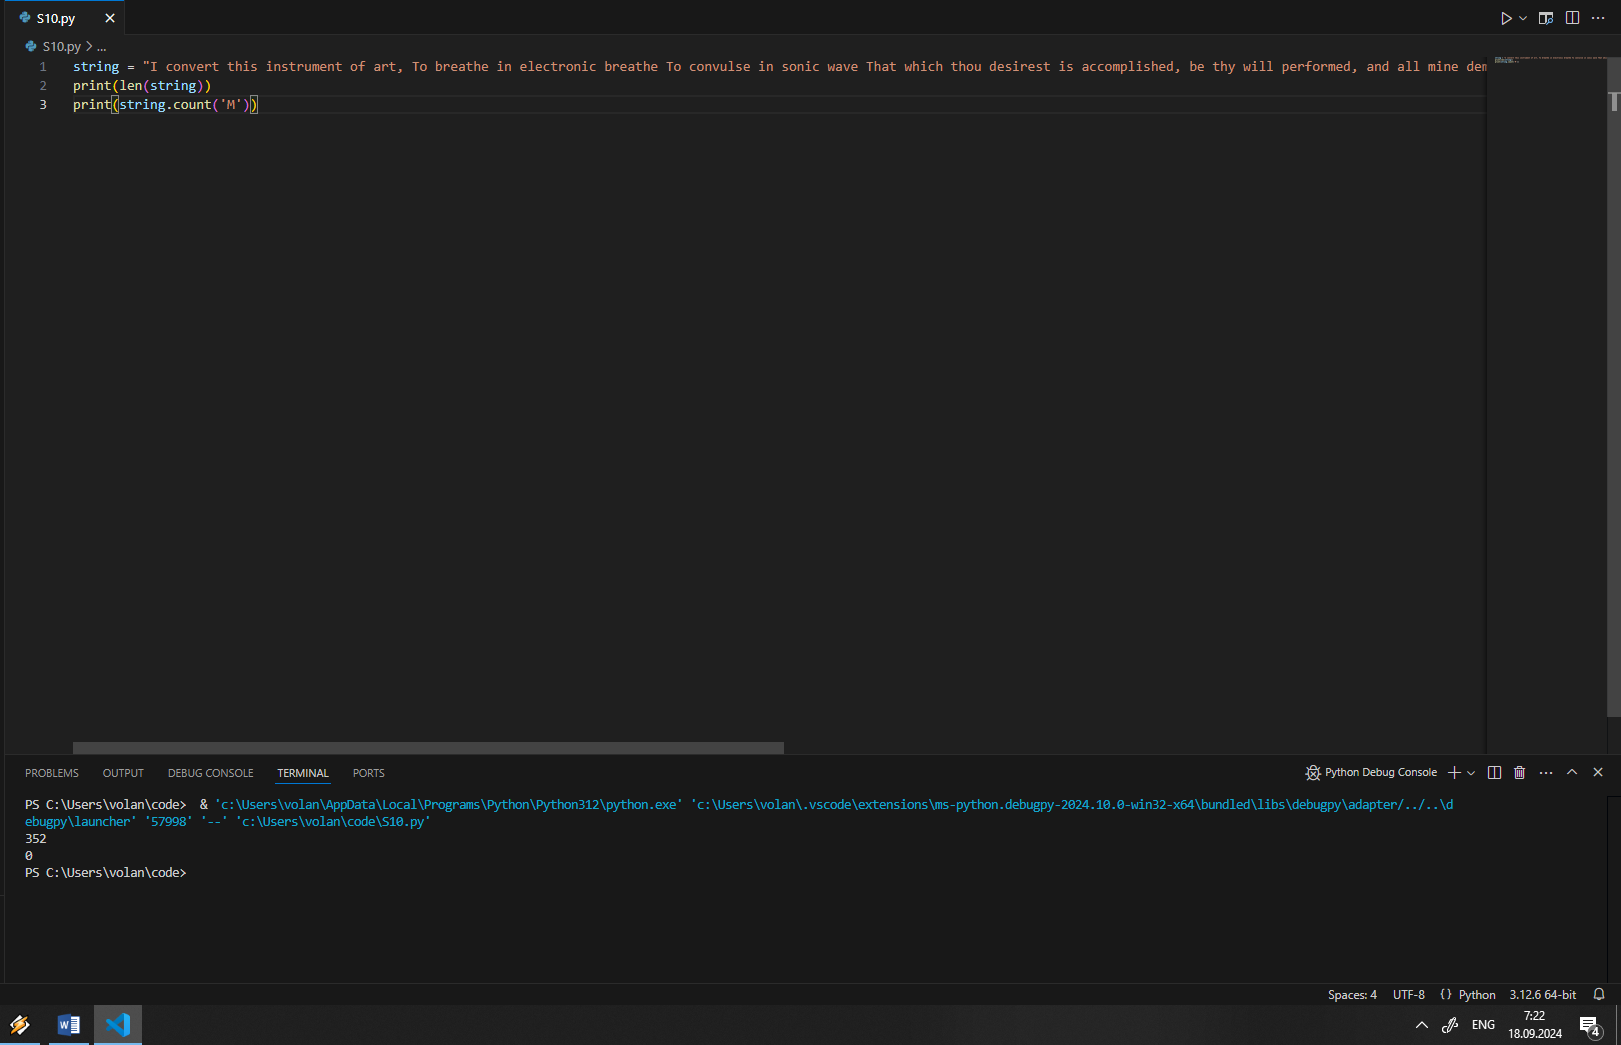 S10.py
S10.py > ...
1 string = "I convert this instrument of art, To breathe in electronic breathe To convulse in sonic wave That which thou desirest is accomplished, be thy will performed, and all mine dem
2 print(len(string))
3 print(string.count('M'))
PROBLEMS OUTPUT DEBUG CONSOLE TERMINAL PORTS Python Debug Console
PS C:\Users\volan\code>  & 'c:\Users\volan\AppData\Local\Programs\Python\Python312\python.exe' 'c:\Users\volan\.vscode\extensions\ms-python.debugpy-2024.10.0-win32-x64\bundled\libs\debugpy\adapter/../..\d
ebugpy\launcher' '57998' '--' 'c:\Users\volan\code\S10.py'
352
0
PS C:\Users\volan\code>
Spaces: 4 UTF-8 {} Python 3.12.6 64-bit
ENG 7:22
18.09.2024 4